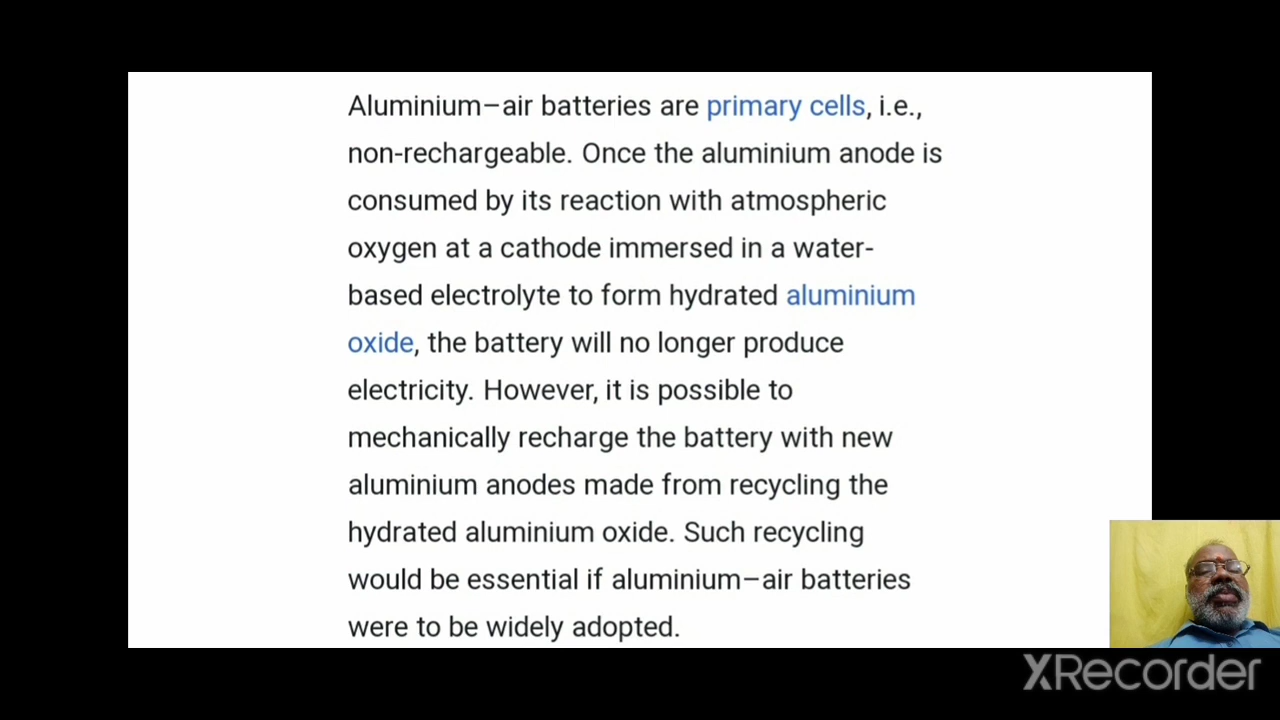 Aluminium–air batteries are primary cells, i.e.,
non-rechargeable. Once the aluminium anode is
consumed by its reaction with atmospheric
oxygen at a cathode immersed in a water-
based electrolyte to form hydrated aluminium
oxide, the battery will no longer produce
electricity. However, it is possible to
mechanically recharge the battery with new
aluminium anodes made from recycling the
hydrated aluminium oxide. Such recycling
would be essential if aluminium–air batteries
were to be widely adopted.
XRecorder